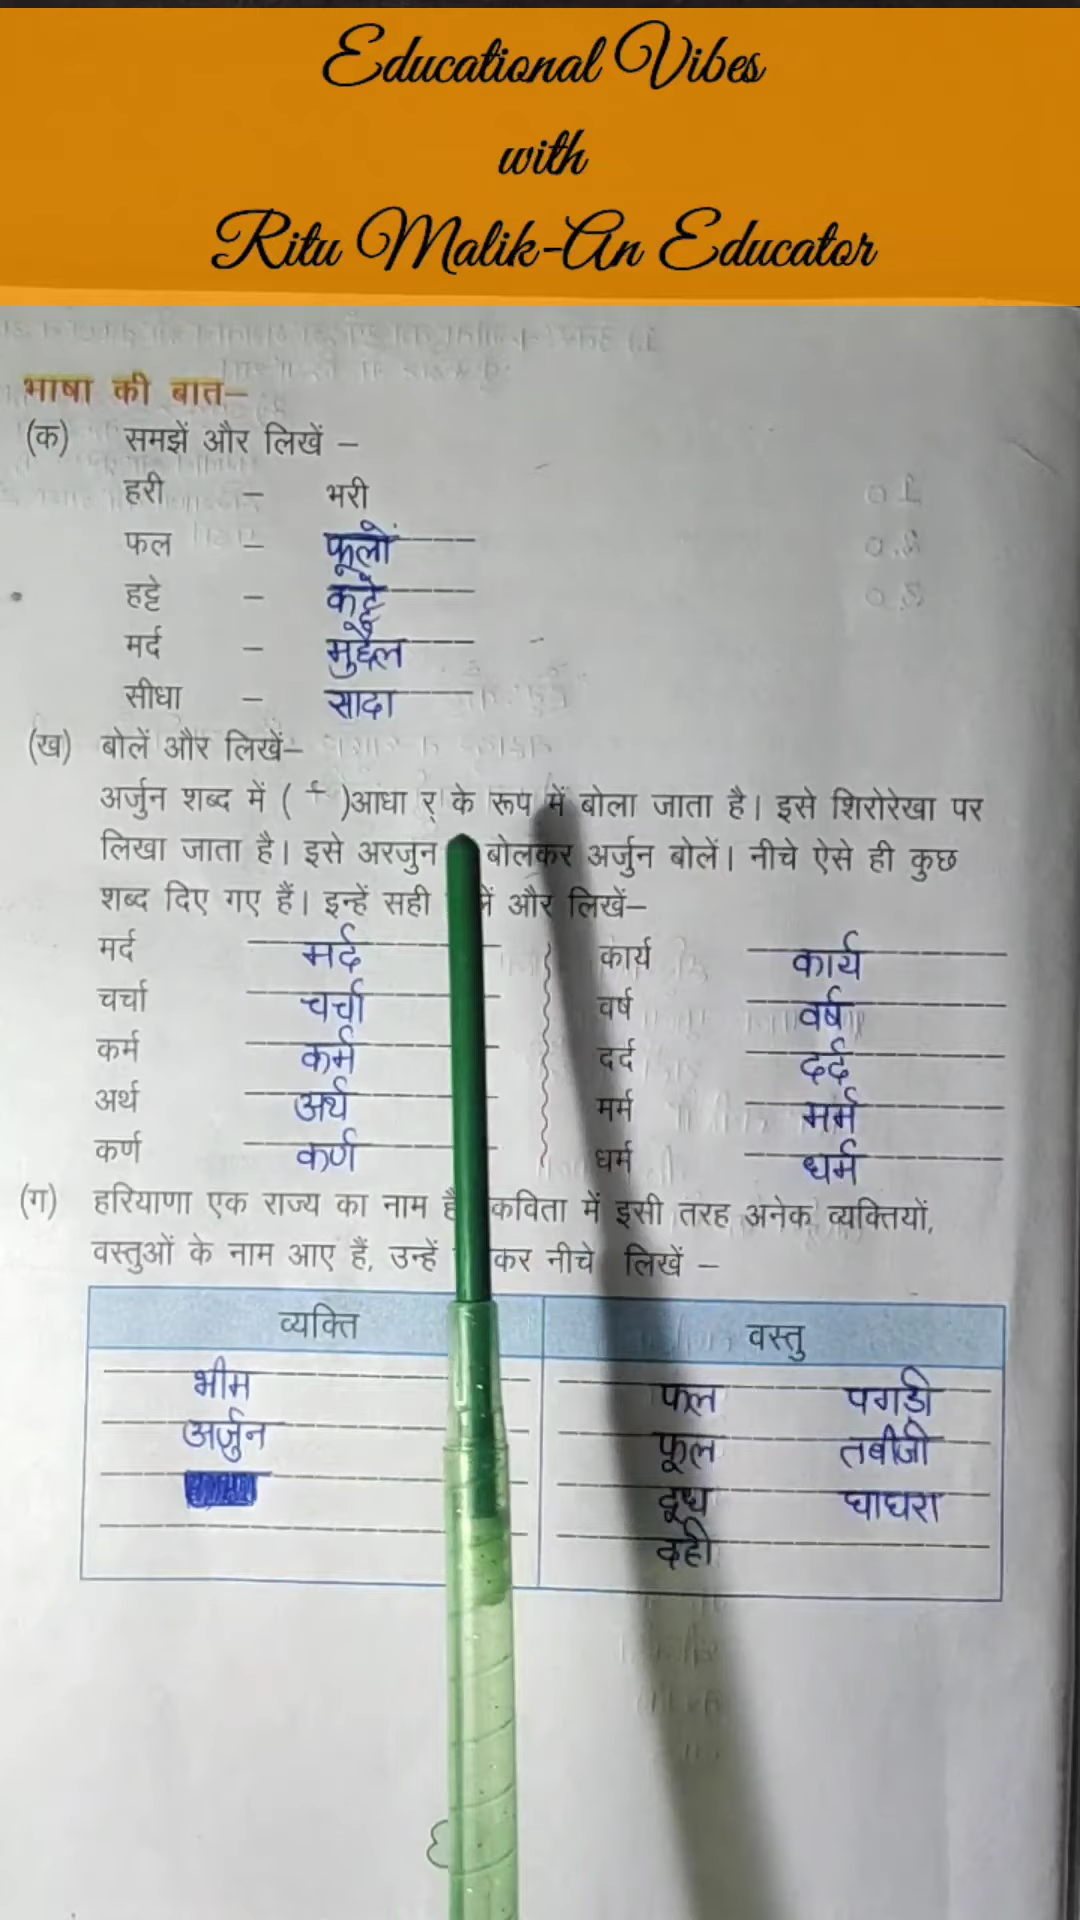 Educational Vibes
with
Ritu Malik-An Educator
भाषा की बात–
(क) समझें और लिखें –
हरी – भरी
फल – फूलों
हट्टे – कट्टे
मर्द – मुद्दैल
सीधा – सादा
(ख) बोलें और लिखें–
अर्जुन शब्द में ( र्‍ )आधा र् के रूप में बोला जाता है। इसे शिरोरेखा पर
लिखा जाता है। इसे अरजुन बोलकर अर्जुन बोलें। नीचे ऐसे ही कुछ
शब्द दिए गए हैं। इन्हें सही और लिखें–
मर्द मर्द कार्य कार्य
चर्चा चर्चा वर्ष वर्ष
कर्म कर्म दर्द दर्द
अर्थ अर्थ मर्म मर्म
कर्ण कर्ण धर्म धर्म
(ग) हरियाणा एक राज्य का नाम है कविता में इसी तरह अनेक व्यक्तियों,
वस्तुओं के नाम आए हैं, उन्हें नीचे लिखें –
व्यक्ति वस्तु
भीम फल पगड़ी
अर्जुन फूल तबीजी
दूध घाघरा
दही